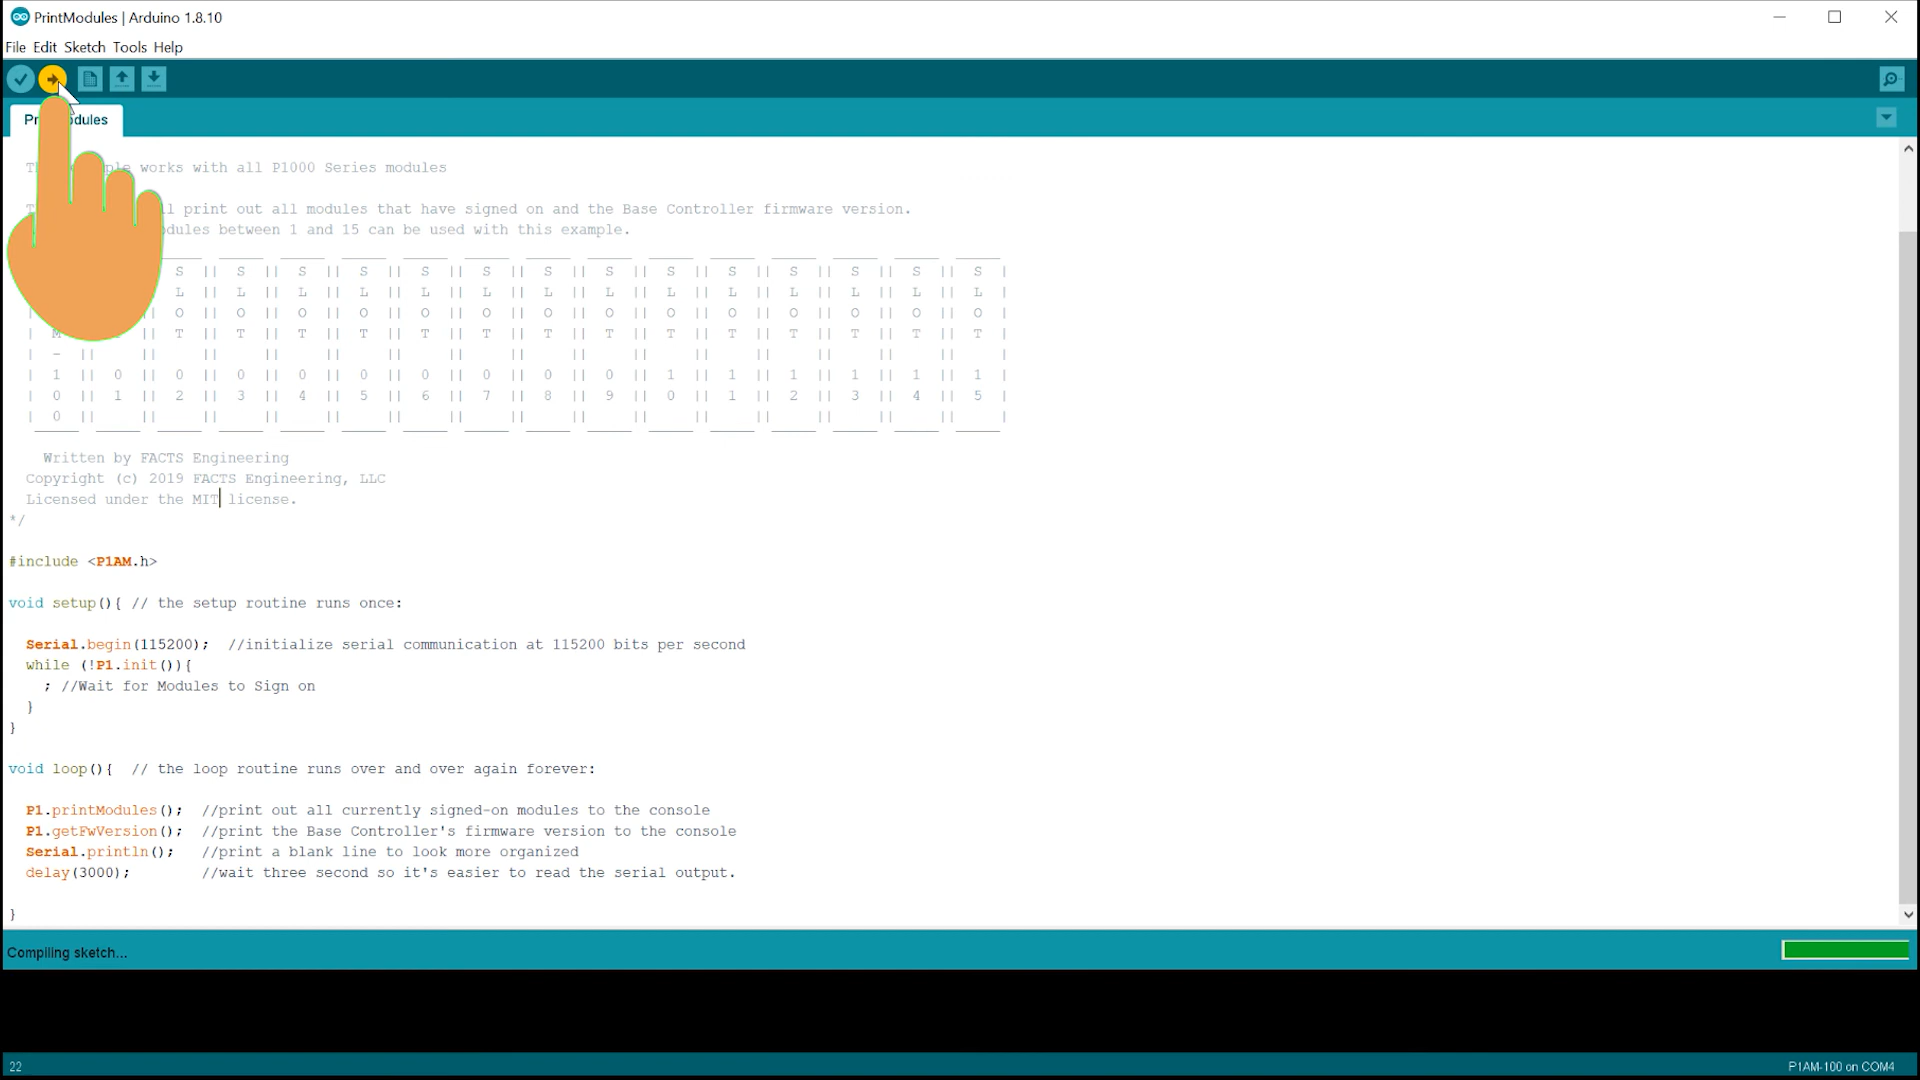 PrintModules | Arduino 1.8.10
File Edit Sketch Tools Help
works with all P1000 Series modules
print out all modules that have signed on and the Base Controller firmware version.
between 1 and 15 can be used with this example.
S || S || S || S || S || S || S || S || S || S || S || S || S || S |
L || L || L || L || L || L || L || L || L || L || L || L || L || L |
| O || O || O || O || O || O || O || O || O || O || O || O || O || O |
| M T || T || T || T || T || T || T || T || T || T || T || T || T || T |
| - || || || || || || || || || || || || || || || |
| 1 || 0 || 0 || 0 || 0 || 0 || 0 || 0 || 0 || 0 || 1 || 1 || 1 || 1 || 1 || 1 |
| 0 || 1 || 2 || 3 || 4 || 5 || 6 || 7 || 8 || 9 || 0 || 1 || 2 || 3 || 4 || 5 |
| 0 || || || || || || || || || || || || || || || |
Written by FACTS Engineering
Copyright (c) 2019 FACTS Engineering, LLC
Licensed under the MIT license.
*/
#include <P1AM.h>
void setup(){ // the setup routine runs once:
Serial.begin(115200); //initialize serial communication at 115200 bits per second
while (!P1.init()){
; //Wait for Modules to Sign on
}
}
void loop(){ // the loop routine runs over and over again forever:
P1.printModules(); //print out all currently signed-on modules to the console
P1.getFwVersion(); //print the Base Controller's firmware version to the console
Serial.println(); //print a blank line to look more organized
delay(3000); //wait three second so it's easier to read the serial output.
}
Compiling sketch...
22
P1AM-100 on COM4